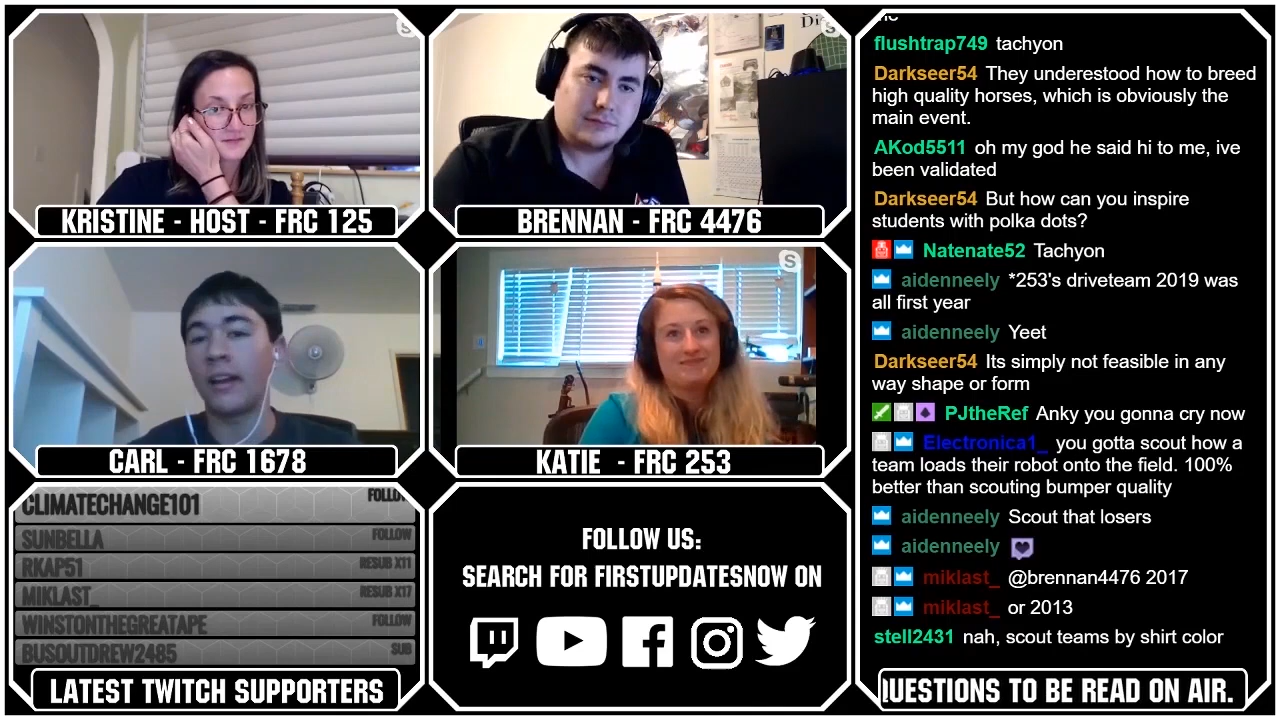 KRISTINE - HOST - FRC 125
BRENNAN - FRC 4476
CARL - FRC 1678
KATIE - FRC 253
CLIMATECHANGE101 FOLLOW
SUNBELLA FOLLOW
RKAP51 RESUB X11
MIKLAST_ RESUB X17
WINSTONTHEGREATAPE FOLLOW
BUSOUTDREW2485 SUB
LATEST TWITCH SUPPORTERS
FOLLOW US:
SEARCH FOR FIRSTUPDATESNOW ON
flushtrap749 tachyon
Darkseer54 They underestood how to breed
high quality horses, which is obviously the
main event.
AKod5511 oh my god he said hi to me, ive
been validated
Darkseer54 But how can you inspire
students with polka dots?
Natenate52 Tachyon
aidenneely *253's driveteam 2019 was
all first year
aidenneely Yeet
Darkseer54 Its simply not feasible in any
way shape or form
PJtheRef Anky you gonna cry now
Electronica1_ you gotta scout how a
team loads their robot onto the field. 100%
better than scouting bumper quality
aidenneely Scout that losers
aidenneely
miklast_ @brennan4476 2017
miklast_ or 2013
stell2431 nah, scout teams by shirt color
QUESTIONS TO BE READ ON AIR.